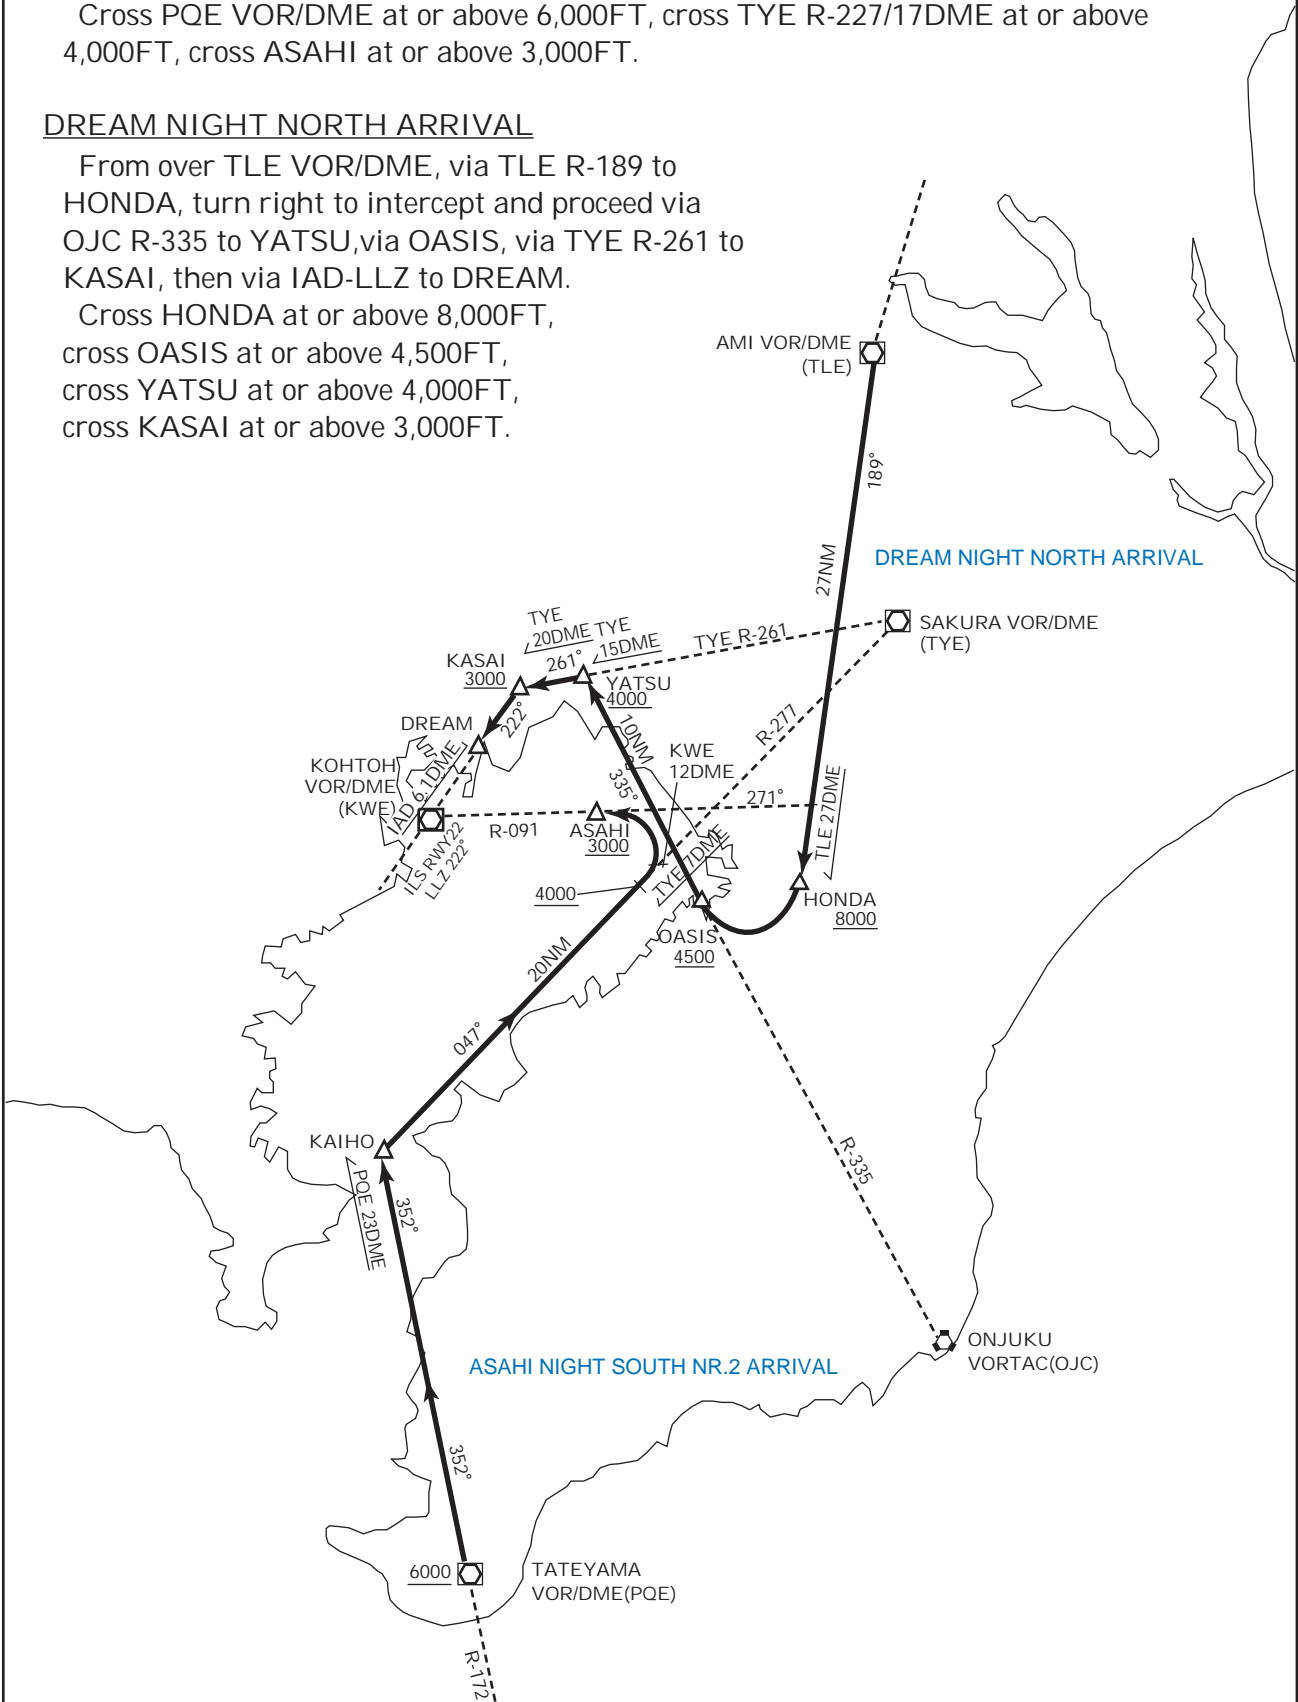 Cross PQE VOR/DME at or above 6,000FT, cross TYE R-227/17DME at or above
4,000FT, cross ASAHI at or above 3,000FT.
DREAM NIGHT NORTH ARRIVAL
From over TLE VOR/DME, via TLE R-189 to
HONDA, turn right to intercept and proceed via
OJC R-335 to YATSU,via OASIS, via TYE R-261 to
KASAI, then via IAD-LLZ to DREAM.
Cross HONDA at or above 8,000FT,
cross OASIS at or above 4,500FT,
cross YATSU at or above 4,000FT,
cross KASAI at or above 3,000FT.
AMI VOR/DME
(TLE)
189°
27NM
DREAM NIGHT NORTH ARRIVAL
SAKURA VOR/DME
(TYE)
TYE
20DME
TYE
15DME
TYE R-261
261°
KASAI
3000
YATSU
4000
222°
DREAM
10NM
R-277
KWE
12DME
KOHTOH
VOR/DME
(KWE)
IAD 6.1DME
335°
271°
TLE 27DME
R-091
ASAHI
3000
ILS RWY22
LLZ 222°
TYE 7DME
4000
HONDA
8000
OASIS
4500
20NM
047°
KAIHO
PQE 23DME
352°
R-335
ONJUKU
VORTAC(OJC)
ASAHI NIGHT SOUTH NR.2 ARRIVAL
352°
6000
TATEYAMA
VOR/DME(PQE)
R-172